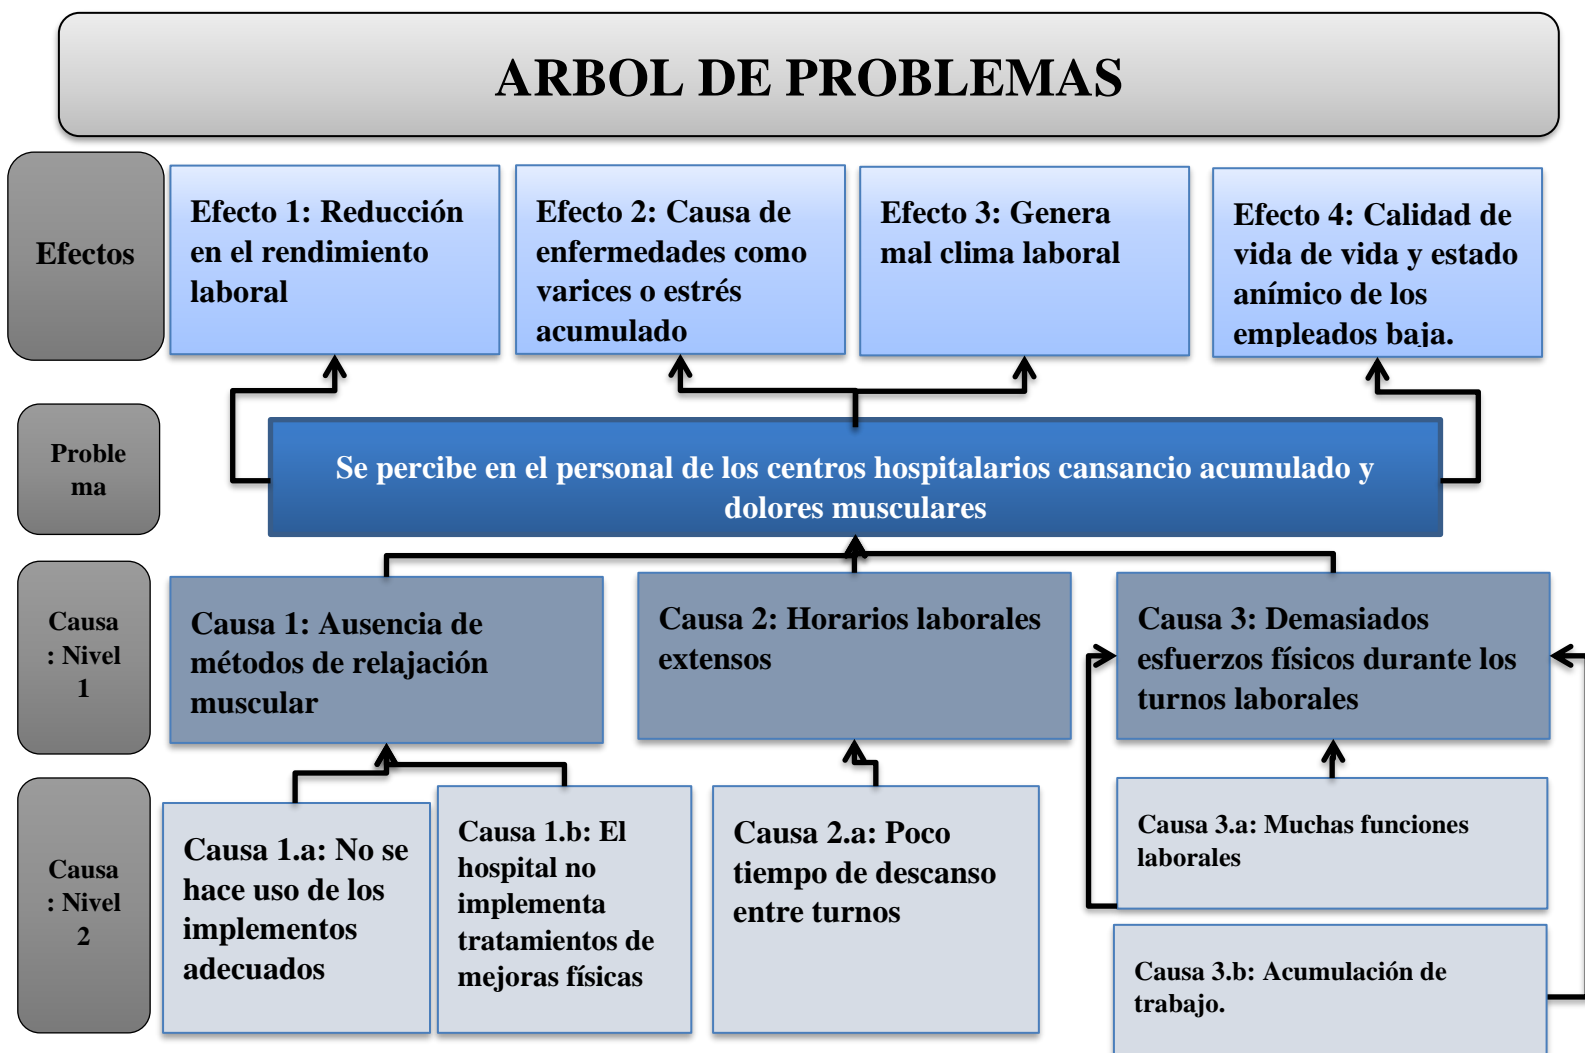 ARBOL DE PROBLEMAS
Efectos
Efecto 1: Reducción
en el rendimiento
laboral
Efecto 2: Causa de
enfermedades como
varices o estrés
acumulado
Efecto 3: Genera
mal clima laboral
Efecto 4: Calidad de
vida de vida y estado
anímico de los
empleados baja.
Proble
ma
Se percibe en el personal de los centros hospitalarios cansancio acumulado y
dolores musculares
Causa
: Nivel
1
Causa 1: Ausencia de
métodos de relajación
muscular
Causa 2: Horarios laborales
extensos
Causa 3: Demasiados
esfuerzos físicos durante los
turnos laborales
Causa
: Nivel
2
Causa 1.a: No se
hace uso de los
implementos
adecuados
Causa 1.b: El
hospital no
implementa
tratamientos de
mejoras físicas
Causa 2.a: Poco
tiempo de descanso
entre turnos
Causa 3.a: Muchas funciones
laborales
Causa 3.b: Acumulación de
trabajo.